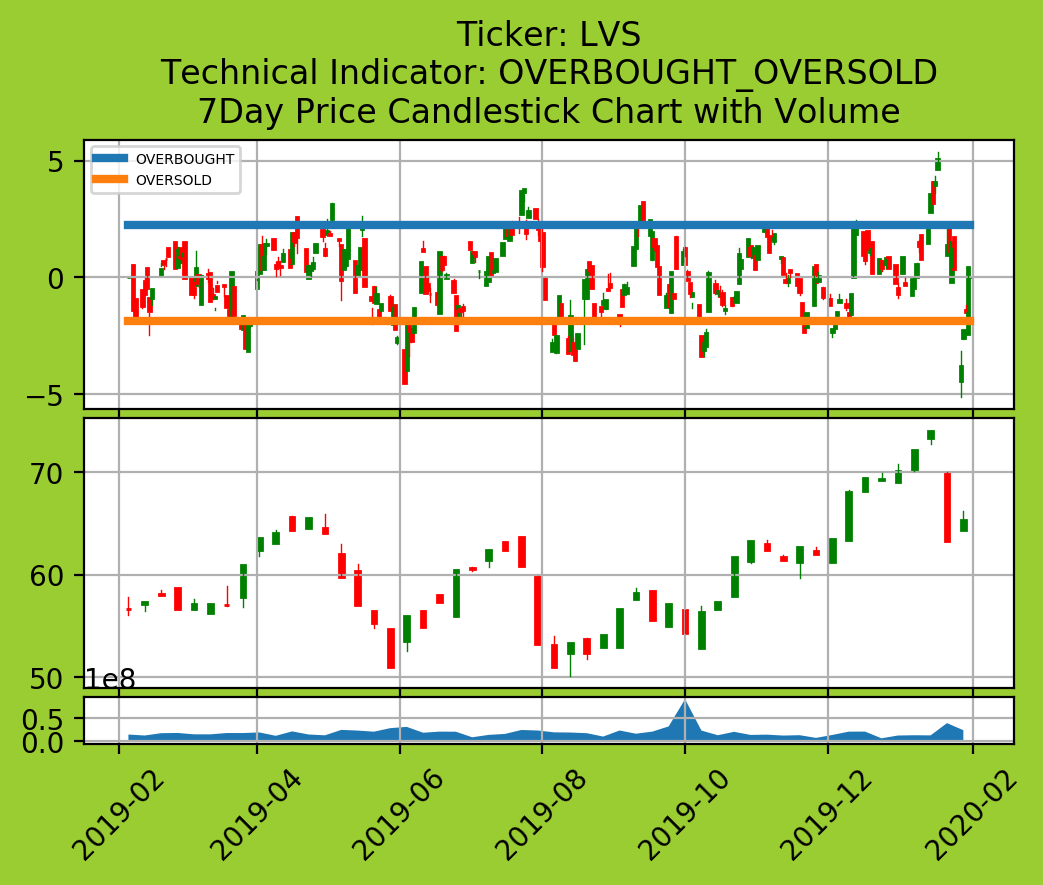 Ticker: LVS
Technical Indicator: OVERBOUGHT_OVERSOLD
7Day Price Candlestick Chart with Volume
OVERBOUGHT
OVERSOLD
5
0
−5
70
60
50
1e8
0.5
0.0
2019-02
2019-04
2019-06
2019-08
2019-10
2019-12
2020-02